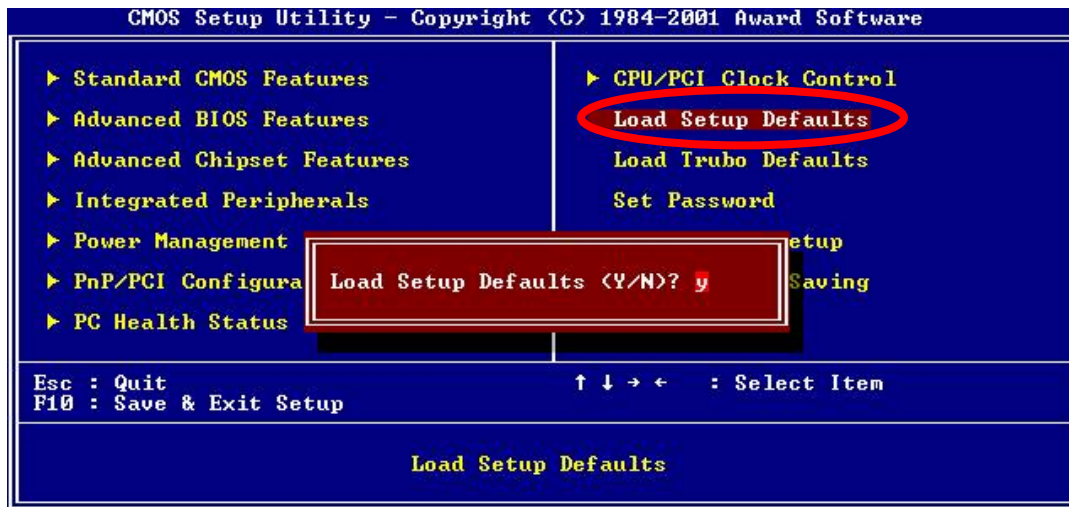 CMOS Setup Utility - Copyright (C) 1984-2001 Award Software
▶ Standard CMOS Features
▶ Advanced BIOS Features
▶ Advanced Chipset Features
▶ Integrated Peripherals
▶ Power Management
▶ PnP/PCI Configura
▶ PC Health Status
▶ CPU/PCI Clock Control
Load Setup Defaults
Load Trubo Defaults
Set Password
etup
Saving
Load Setup Defaults (Y/N)? y
Esc : Quit
F10 : Save & Exit Setup
↑ ↓ → ← : Select Item
Load Setup Defaults